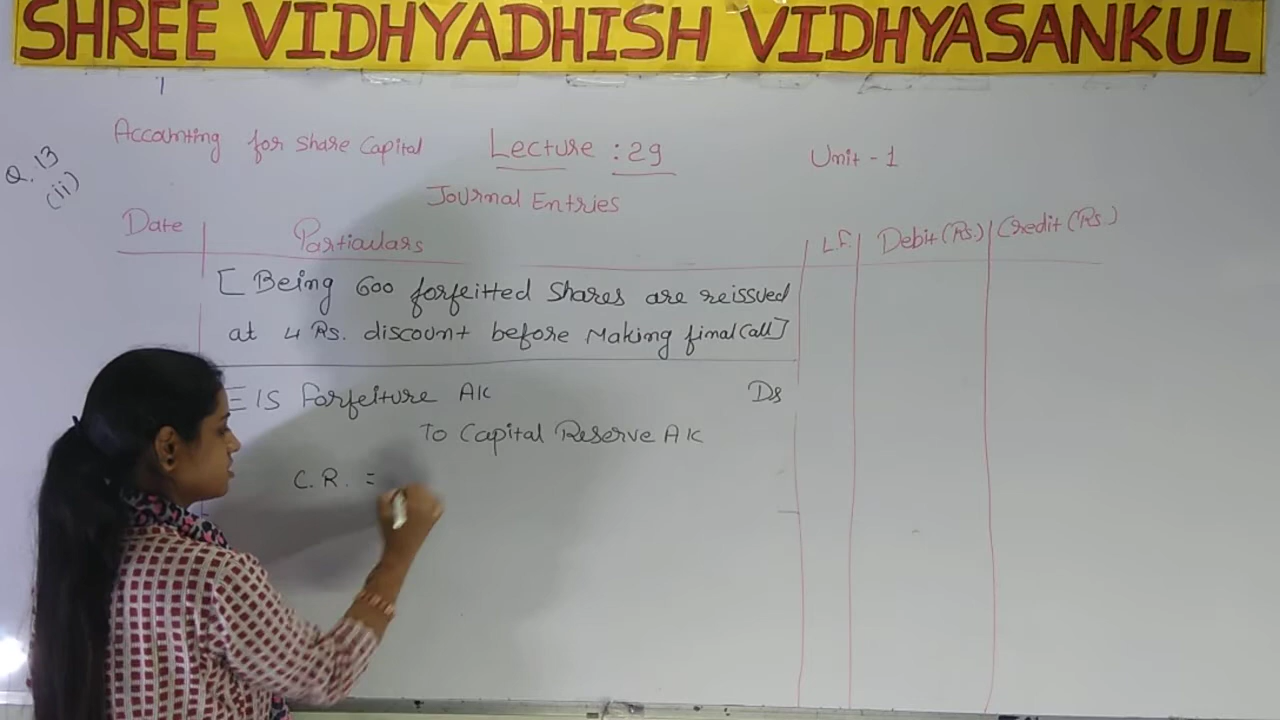 SHREE VIDHYADHISH VIDHYASANKUL
Accounting for Share Capital Lecture : 29 Unit - 1
Q. 13
(ii)
Journal Entries
Date Particulars L.F. Debit (Rs.) Credit (Rs.)
[ Being 600 forfeitted shares are reissued
at 4 Rs. discount before Making final Call ]
E/S Forfeiture A/c Dr
To Capital Reserve A/c
C.R. =